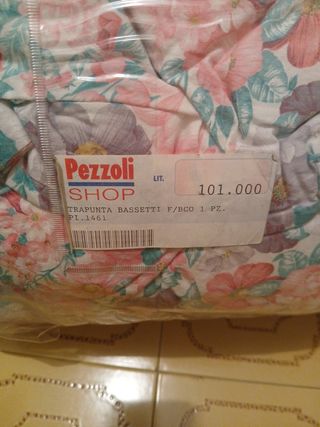 Pezzoli
SHOP
LIT. 101.000
TRAPUNTA BASSETTI F/BCO 1 PZ.
PI.1461